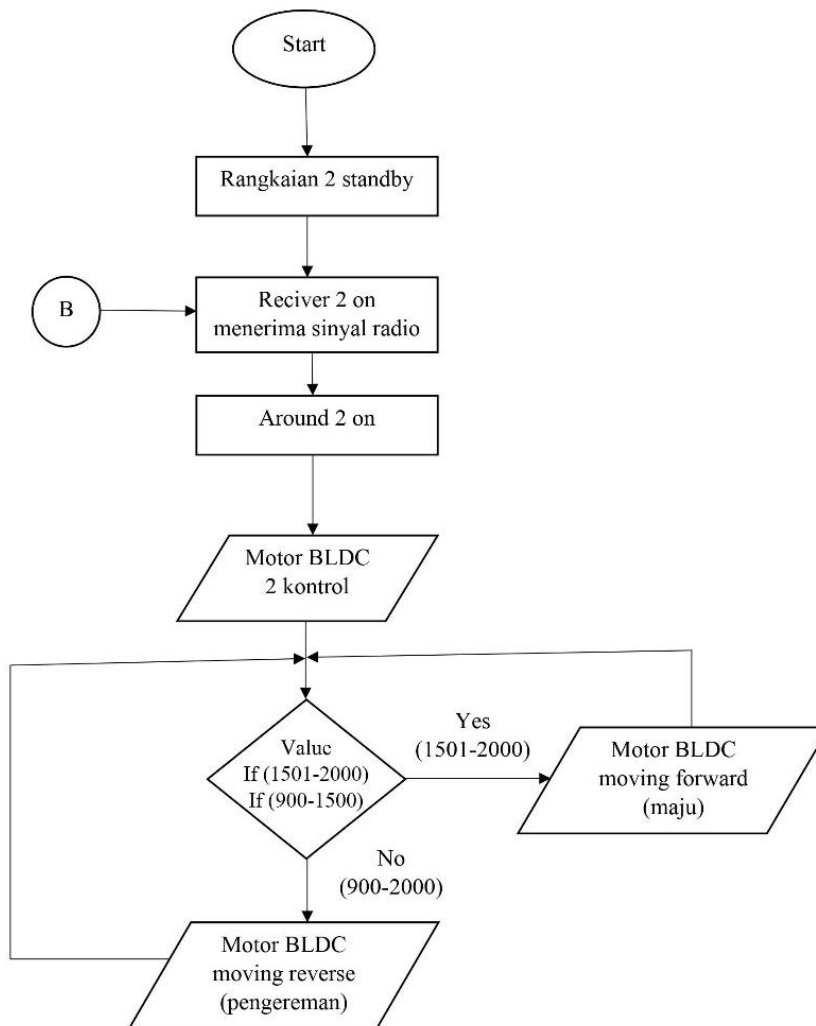 Start
Rangkaian 2 standby
B
Reciver 2 on
menerima sinyal radio
Around 2 on
Motor BLDC
2 kontrol
Value
If (1501-2000)
If (900-1500)
Yes
(1501-2000)
Motor BLDC
moving forward
(maju)
No
(900-2000)
Motor BLDC
moving reverse
(pengereman)